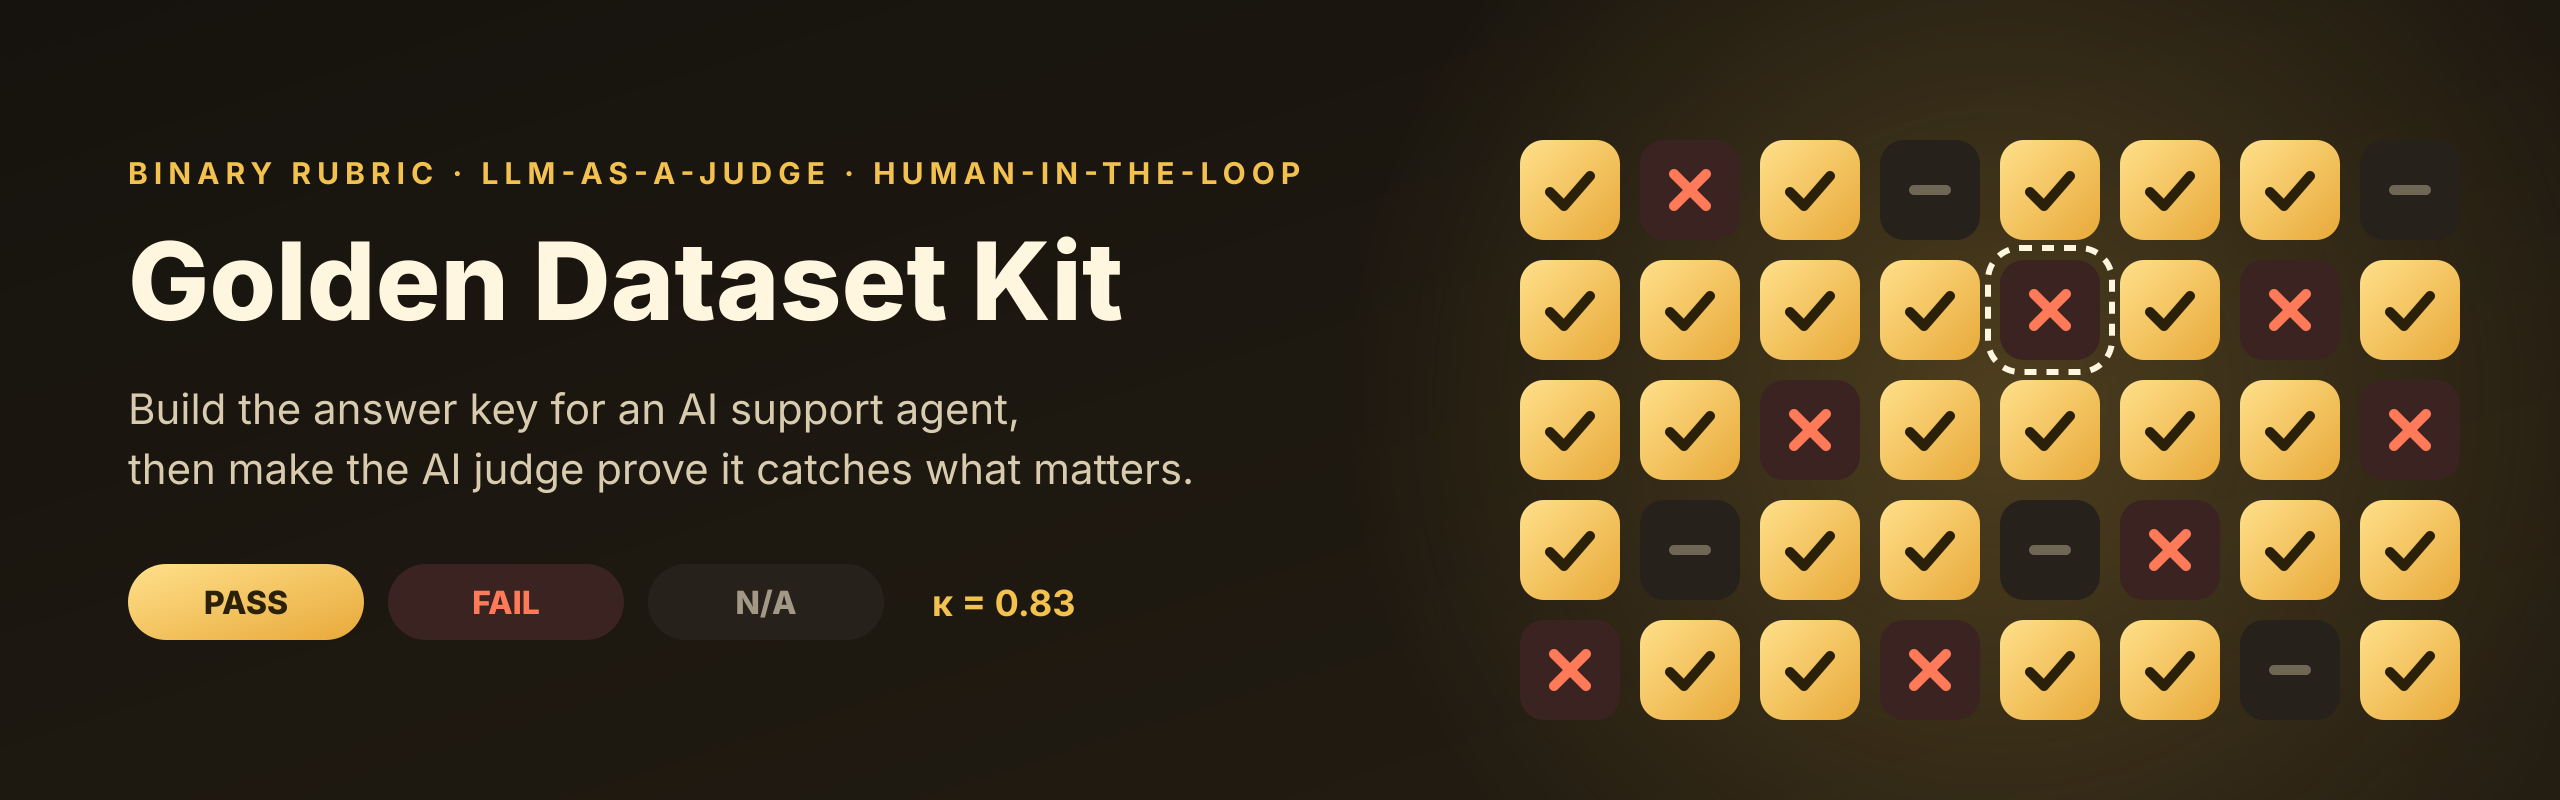 BINARY RUBRIC · LLM-AS-A-JUDGE · HUMAN-IN-THE-LOOP
Golden Dataset Kit
Build the answer key for an AI support agent,
then make the AI judge prove it catches what matters.
PASS FAIL N/A κ = 0.83